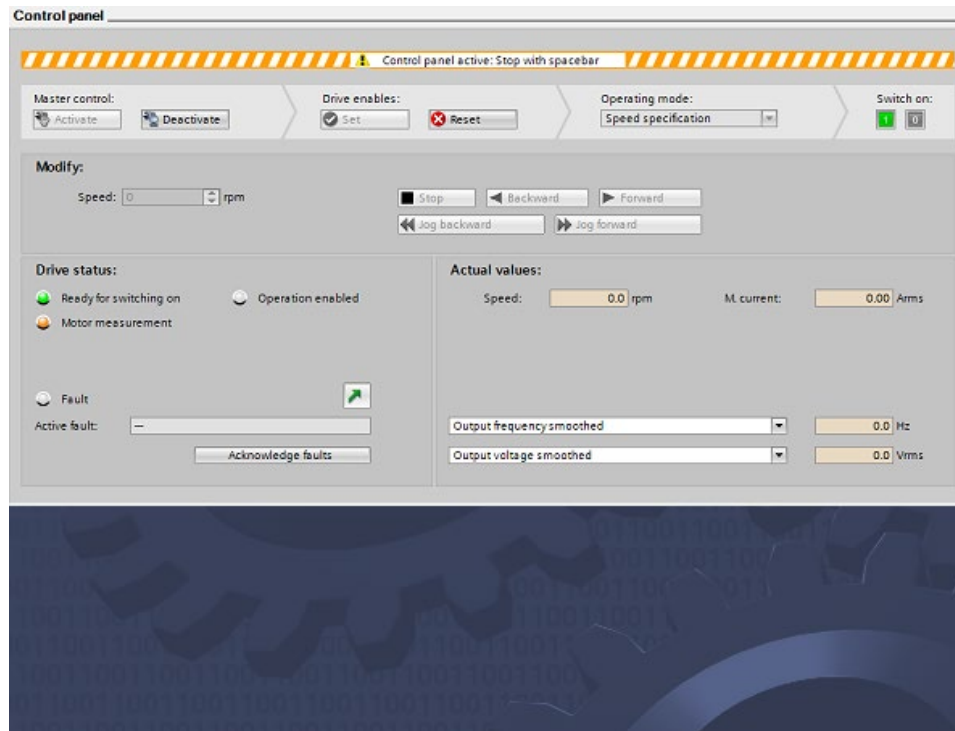 Control panel
Control panel active: Stop with spacebar
Master control: Drive enables: Operating mode: Switch on:
Activate Deactivate Set Reset Speed specification 1 0
Modify:
Speed: 0 rpm Stop Backward Forward
Jog backward Jog forward
Drive status: Actual values:
Ready for switching on Operation enabled Speed: 0.0 rpm M. current: 0.00 Arms
Motor measurement
Fault
Active fault: — Output frequency smoothed 0.0 Hz
Acknowledge faults Output voltage smoothed 0.0 Vrms